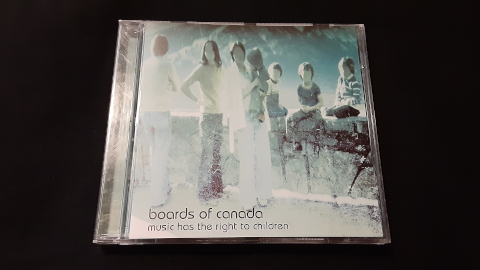 boards of canada
music has the right to children